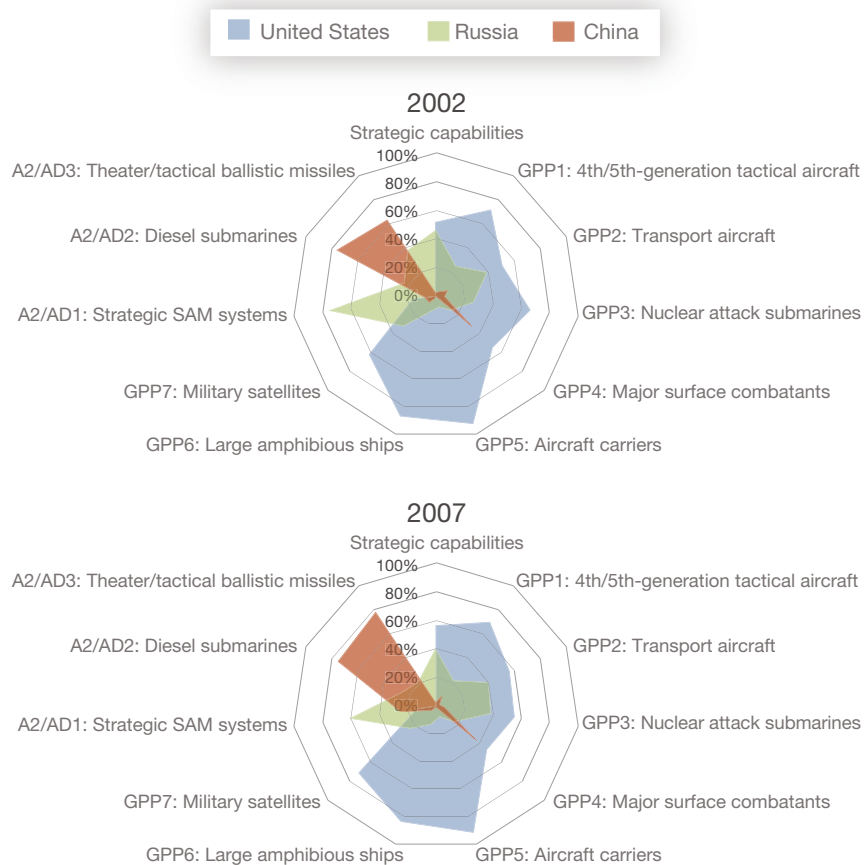 United States Russia China
2002
Strategic capabilities
100%
A2/AD3: Theater/tactical ballistic missiles
GPP1: 4th/5th-generation tactical aircraft
80%
60%
A2/AD2: Diesel submarines
GPP2: Transport aircraft
40%
20%
0%
A2/AD1: Strategic SAM systems
GPP3: Nuclear attack submarines
GPP7: Military satellites
GPP4: Major surface combatants
GPP6: Large amphibious ships
GPP5: Aircraft carriers
2007
Strategic capabilities
100%
A2/AD3: Theater/tactical ballistic missiles
GPP1: 4th/5th-generation tactical aircraft
80%
60%
A2/AD2: Diesel submarines
GPP2: Transport aircraft
40%
20%
0%
A2/AD1: Strategic SAM systems
GPP3: Nuclear attack submarines
GPP7: Military satellites
GPP4: Major surface combatants
GPP6: Large amphibious ships
GPP5: Aircraft carriers